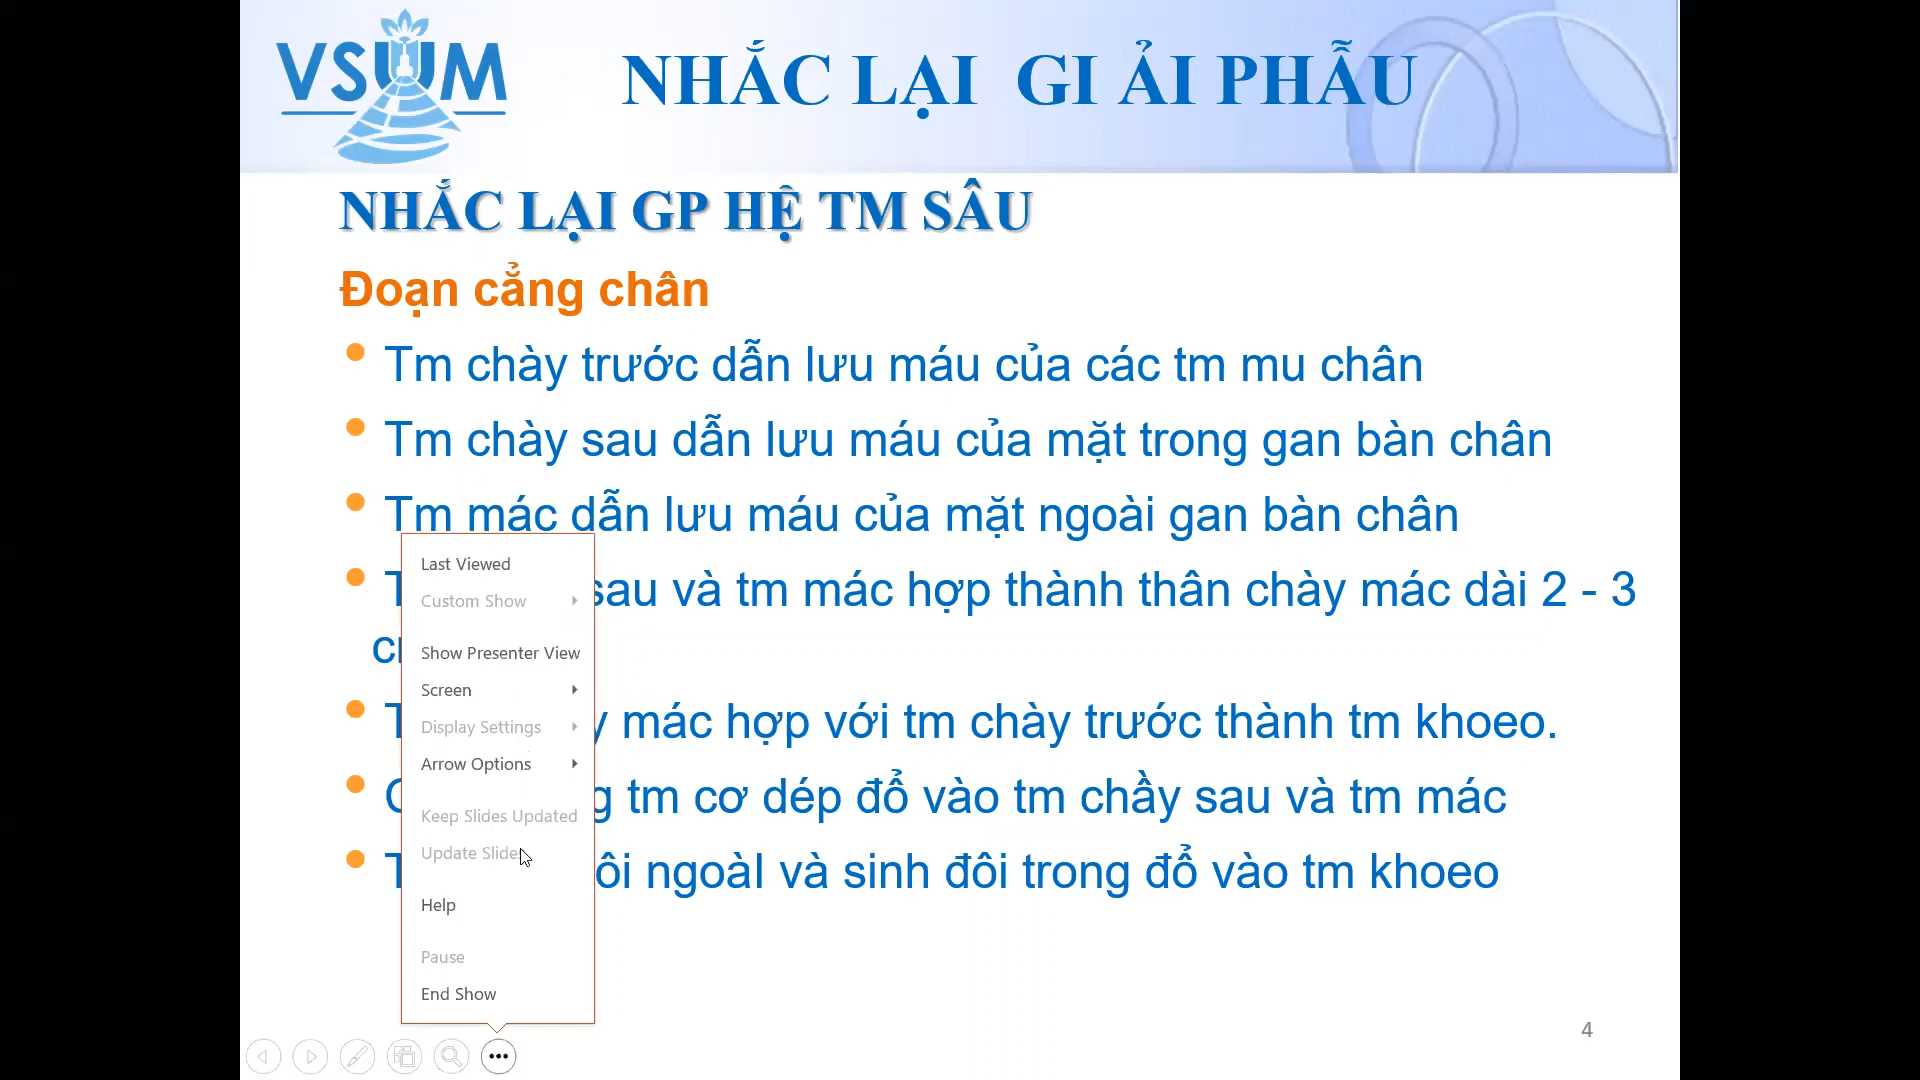 VSUM
NHẮC LẠI GI ẢI PHẪU
NHẮC LẠI GP HỆ TM SÂU
Đoạn cẳng chân
Tm chày trước dẫn lưu máu của các tm mu chân
Tm chày sau dẫn lưu máu của mặt trong gan bàn chân
Tm mác dẫn lưu máu của mặt ngoài gan bàn chân
sau và tm mác hợp thành thân chày mác dài 2 - 3
mác hợp với tm chày trước thành tm khoeo.
tm cơ dép đổ vào tm chầy sau và tm mác
ngoàI và sinh đôi trong đổ vào tm khoeo
Last Viewed
Custom Show
Show Presenter View
Screen
Display Settings
Arrow Options
Keep Slides Updated
Update Slides
Help
Pause
End Show
4